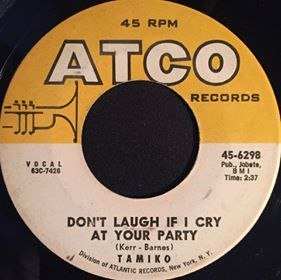 45 RPM
ATCO
RECORDS
VOCAL
63C-7426
45-6298
Pub., Jobete,
BMI
Time: 2:37
DON'T LAUGH IF I CRY
AT YOUR PARTY
(Kerr - Barnes)
TAMIKO
Division of ATLANTIC RECORDS, New York, N. Y.